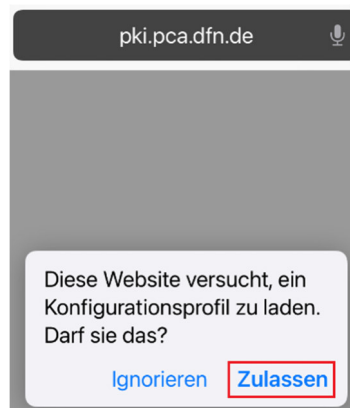 pki.pca.dfn.de
Diese Website versucht, ein
Konfigurationsprofil zu laden.
Darf sie das?
Ignorieren Zulassen